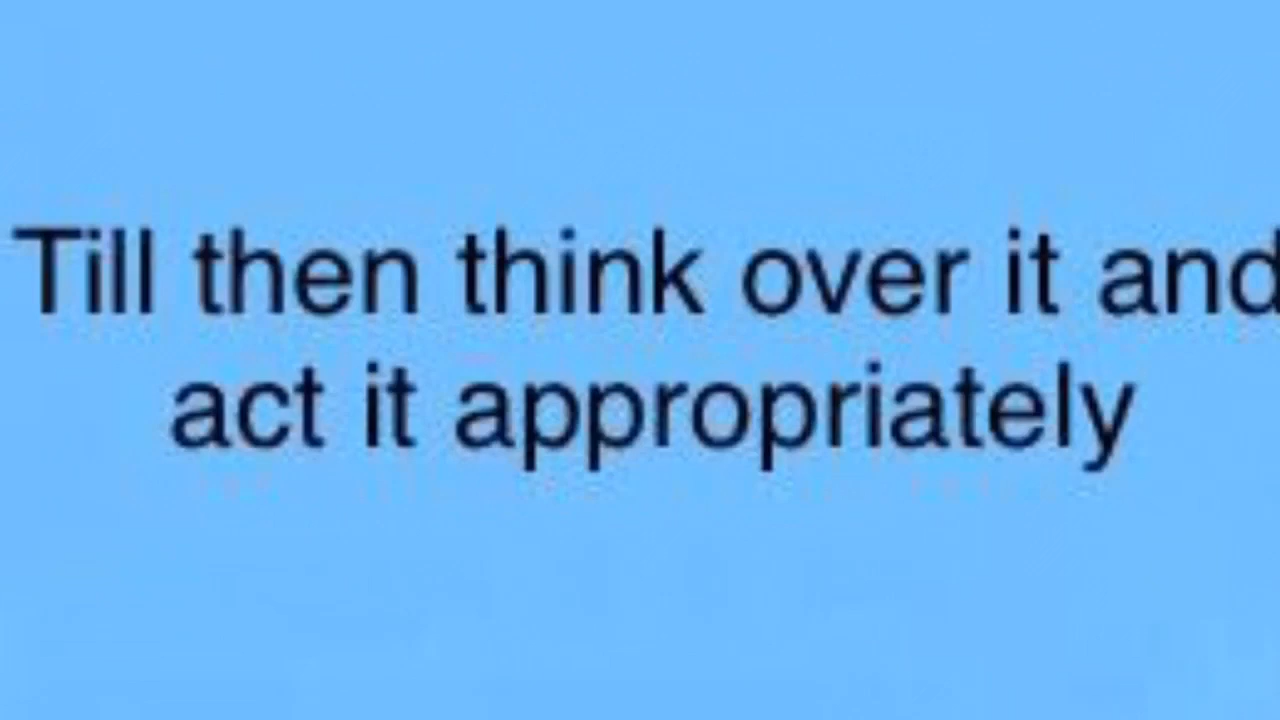 Till then think over it and
act it appropriately